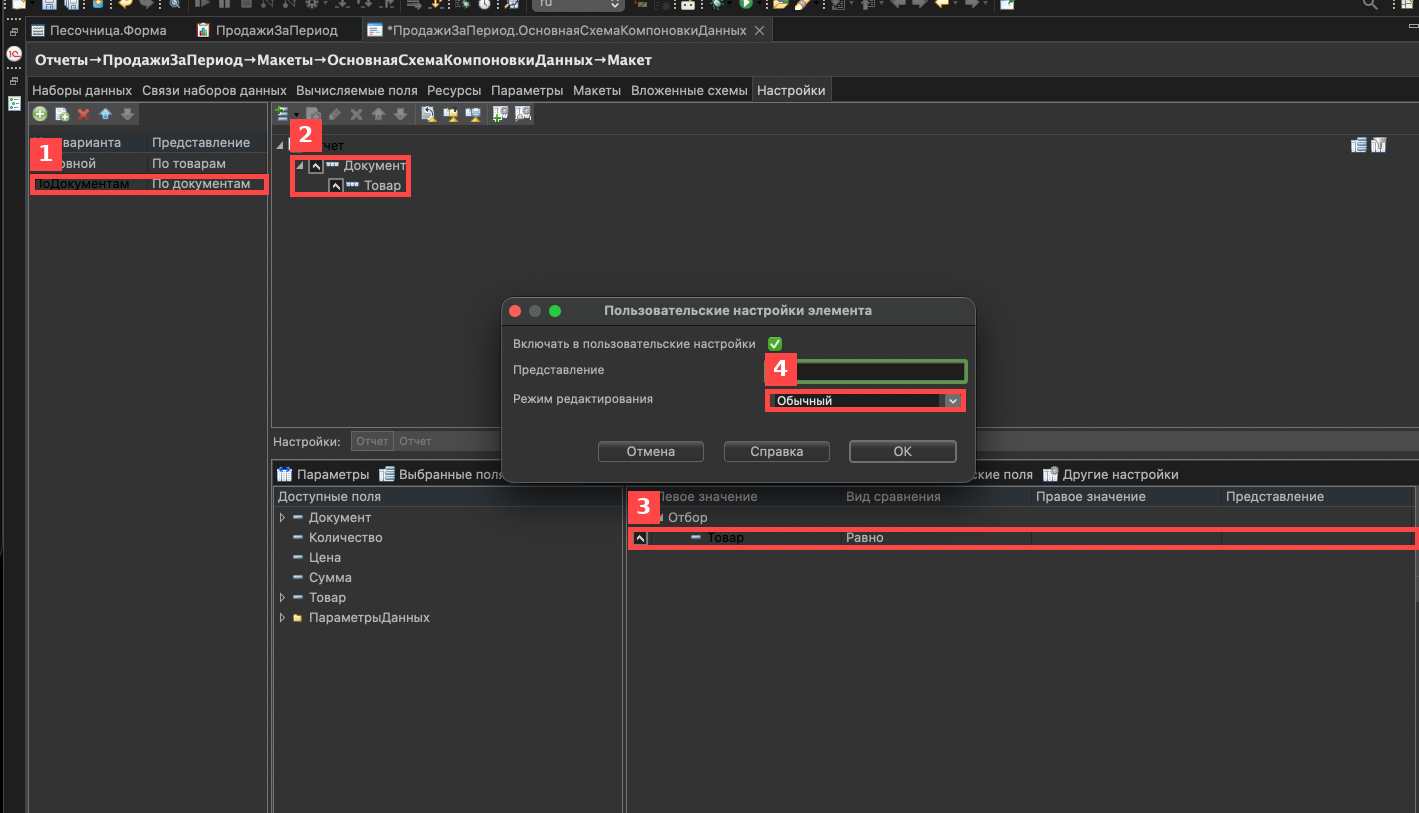 ru
Песочница.Форма ПродажиЗаПериод *ПродажиЗаПериод.ОсновнаяСхемаКомпоновкиДанных
Отчеты→ПродажиЗаПериод→Макеты→ОсновнаяСхемаКомпоновкиДанных→Макет
Наборы данных Связи наборов данных Вычисляемые поля Ресурсы Параметры Макеты Вложенные схемы Настройки
варианта Представление
1
вной По товарам
оДокументам По документам
2
чет
Документ
Товар
Пользовательские настройки элемента
Включать в пользовательские настройки
Представление
4
Режим редактирования Обычный
Отмена Справка ОК
Настройки: Отчет Отчет
Параметры Выбранные поля ские поля Другие настройки
Доступные поля
Документ
Количество
Цена
Сумма
Товар
ПараметрыДанных
3
Левое значение Вид сравнения Правое значение Представление
Отбор
Товар Равно